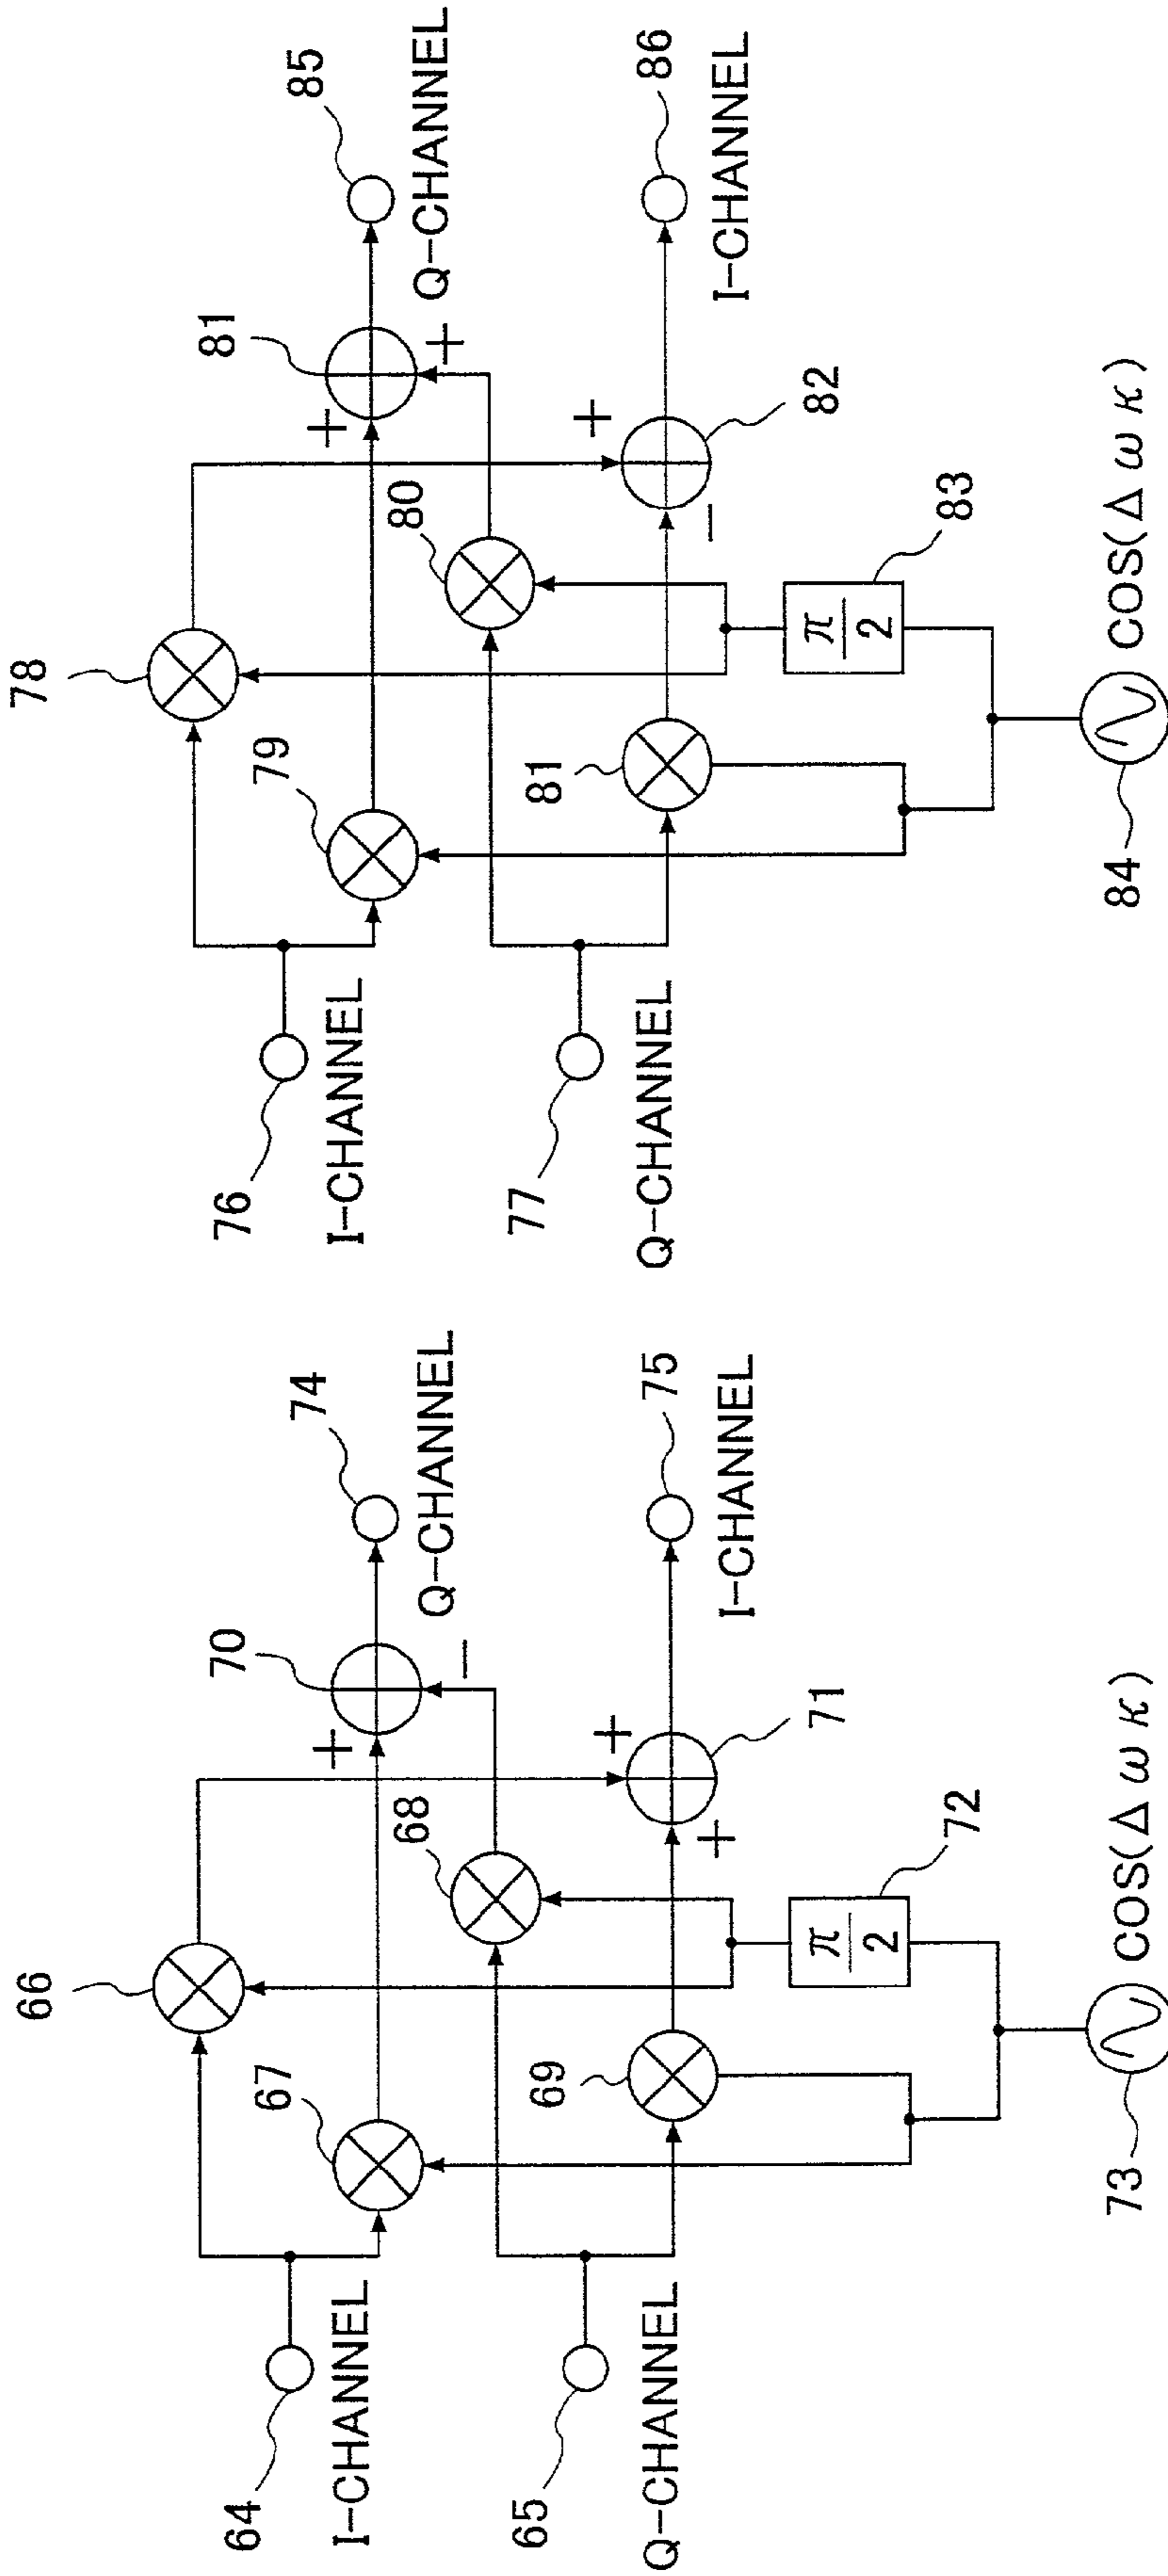 66
67
68
70
74
Q-CHANNEL
+
−
64
I-CHANNEL
65
Q-CHANNEL
69
+
+
71
75
I-CHANNEL
π
2
72
73
COS(Δωκ)
78
79
80
81
85
Q-CHANNEL
+
+
76
I-CHANNEL
77
Q-CHANNEL
81
+
−
82
86
I-CHANNEL
π
2
83
84
COS(Δωκ)